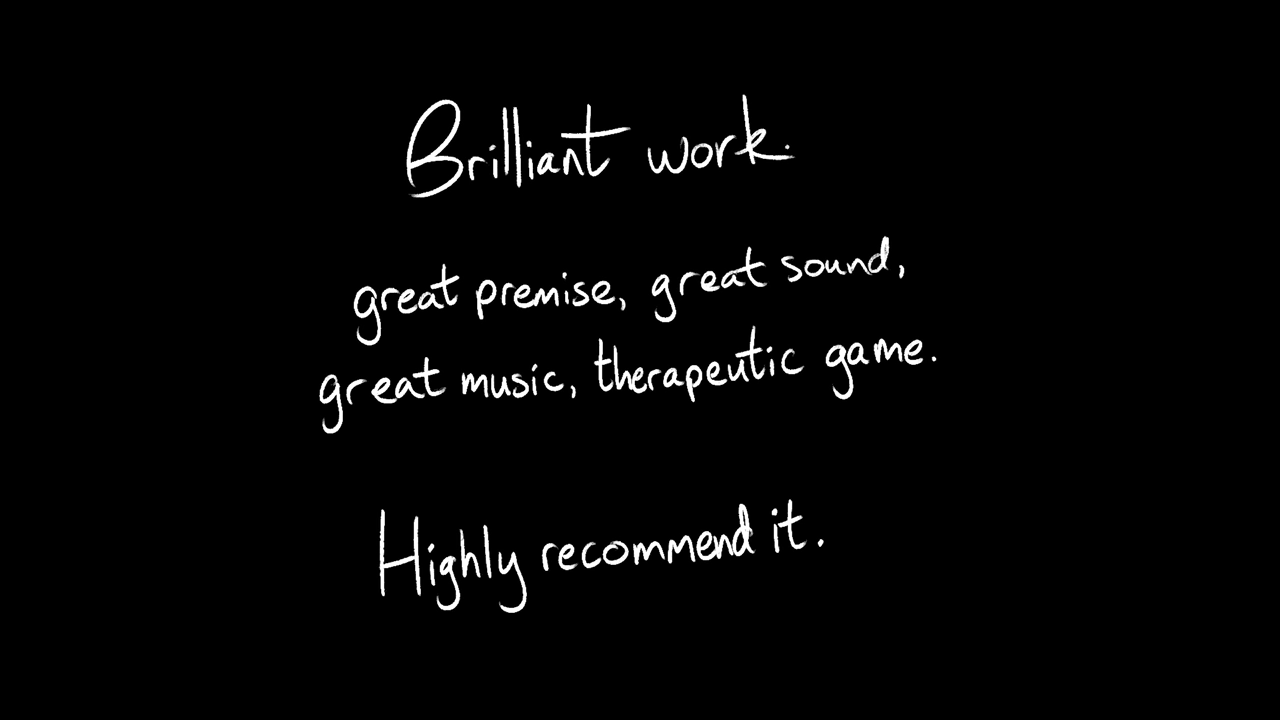 Brilliant work.
great premise, great sound,
great music, therapeutic game.
Highly recommend it.